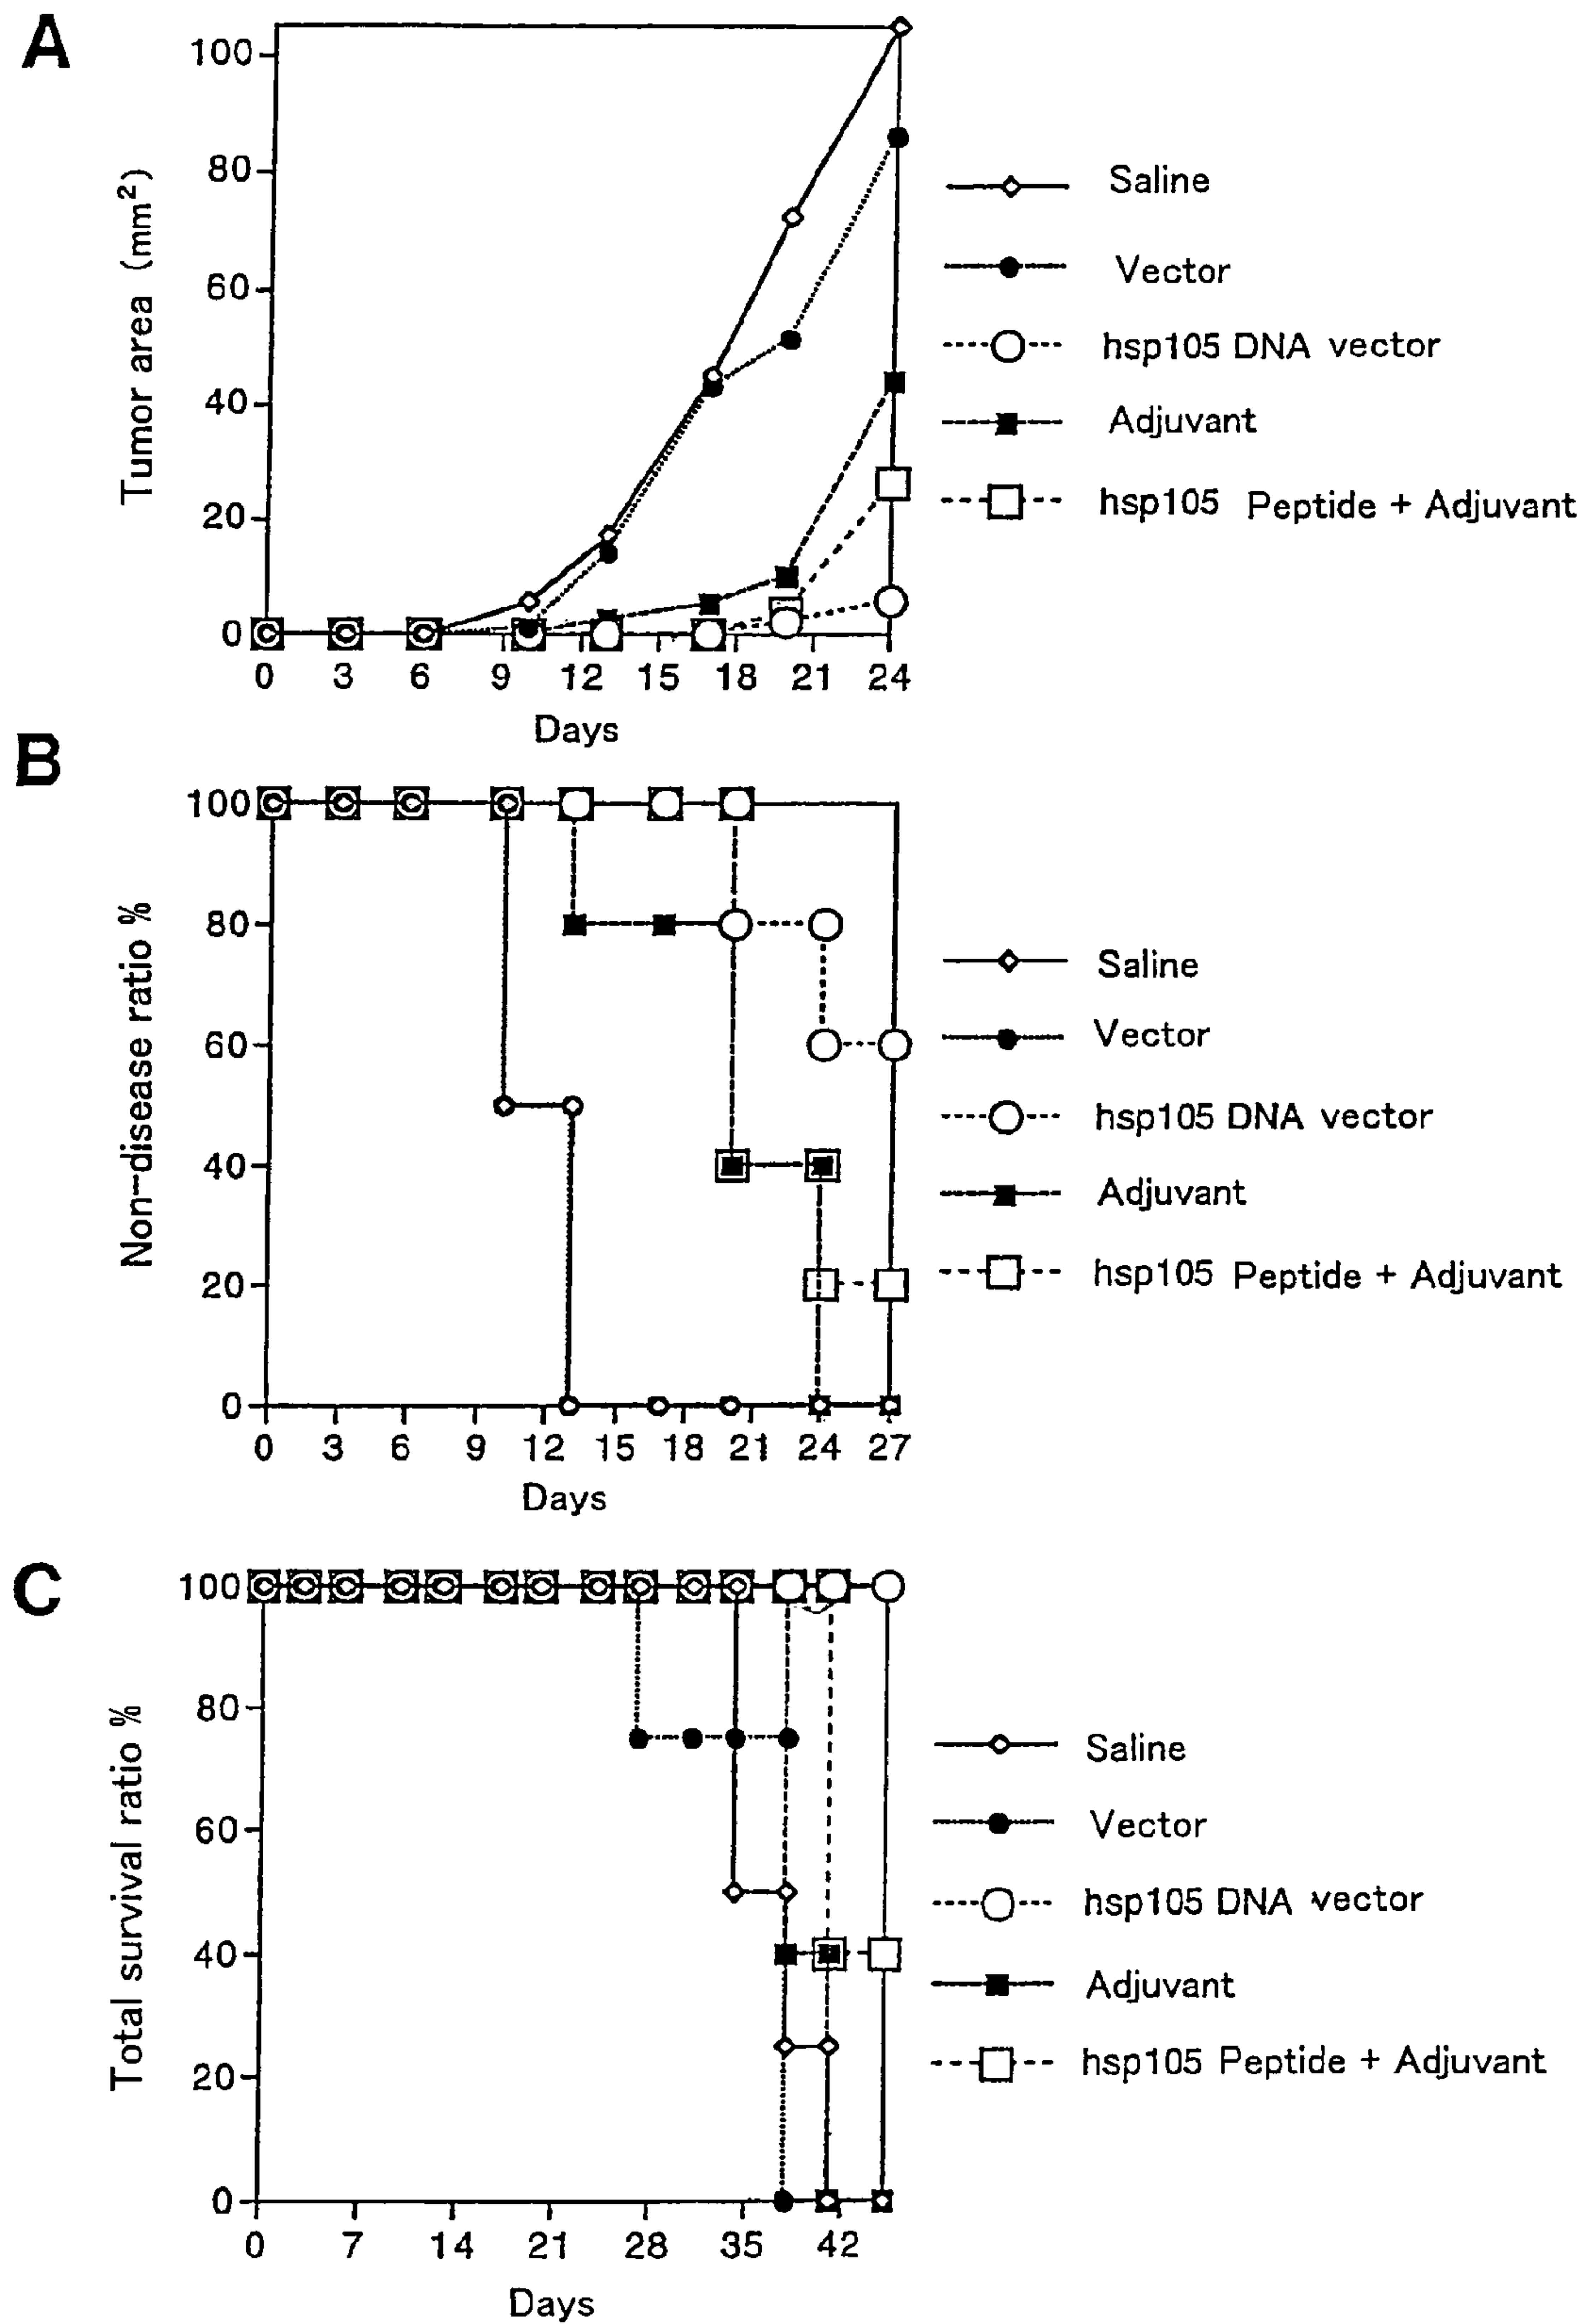 A
Tumor area (mm²)
100
80
60
40
20
0
0 3 6 9 12 15 18 21 24
Days
Saline
Vector
hsp105 DNA vector
Adjuvant
hsp105 Peptide + Adjuvant
B
Non-disease ratio %
100
80
60
40
20
0
0 3 6 9 12 15 18 21 24 27
Days
Saline
Vector
hsp105 DNA vector
Adjuvant
hsp105 Peptide + Adjuvant
C
Total survival ratio %
100
80
60
40
20
0
0 7 14 21 28 35 42
Days
Saline
Vector
hsp105 DNA vector
Adjuvant
hsp105 Peptide + Adjuvant